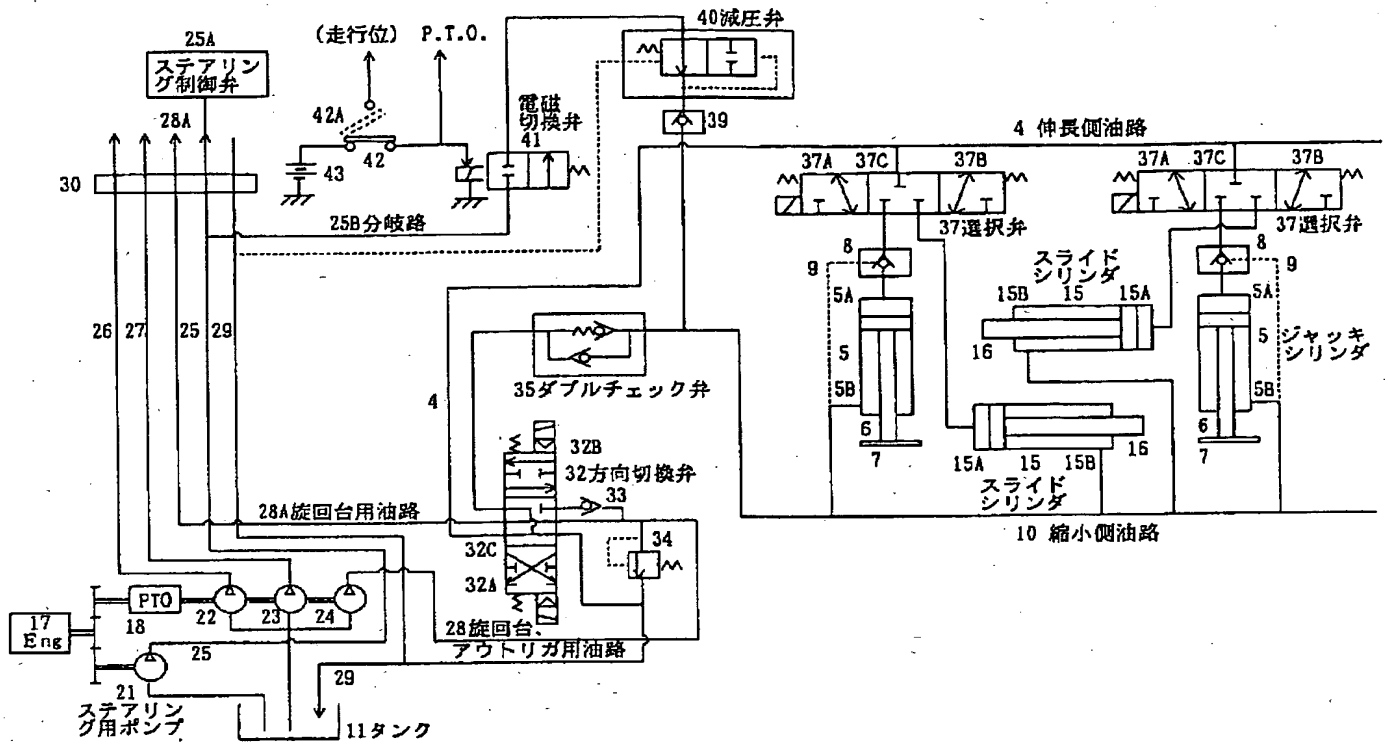 40減圧弁
(走行位) P.T.O.
25A
ステアリン
グ制御弁
28A
42A
電磁
切換弁
41
39
4 伸長側油路
43
42
30
37A
37C
37B
37A
37C
37B
25B分岐路
37選択弁
37選択弁
8
9
スライド
シリンダ
8
9
5A
15B
15
15A
5A
26
27
25
29
5
16
5
ジャッキ
シリンダ
35ダブルチェック弁
5B
5B
4
6
6
32B
7
15A
15
15B
16
7
32方向切換弁
スライド
シリンダ
33
28A旋回台用油路
10 縮小側油路
32C
34
32A
PTO
17
Eng
18
22
23
24
28旋回台、
アウトリガ用油路
25
21
29
ステアリン
グ用ポンプ
11タンク